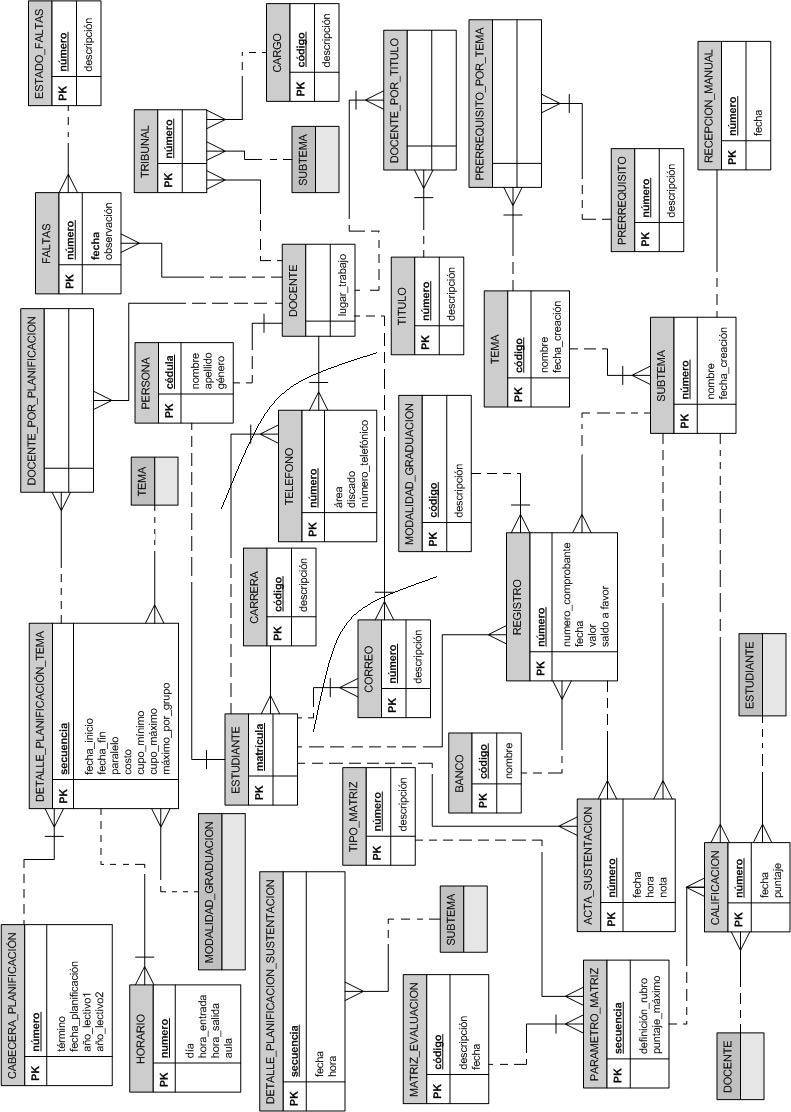 ESTADO_FALTAS
PK número
descripción
FALTAS
PK número
fecha
observación
TRIBUNAL
PK número
CARGO
PK código
descripción
SUBTEMA
DOCENTE_POR_TITULO
PRERREQUISITO_POR_TEMA
RECEPCION_MANUAL
PK número
fecha
PRERREQUISITO
PK número
descripción
DOCENTE_POR_PLANIFICACION
PERSONA
PK cédula
nombre
apellido
género
DOCENTE
lugar_trabajo
TITULO
PK número
descripción
TEMA
PK código
nombre
fecha_creación
SUBTEMA
PK número
nombre
fecha_creación
TEMA
TELEFONO
PK número
área
discado
número_telefónico
MODALIDAD_GRADUACION
PK código
descripción
CARRERA
PK código
descripción
REGISTRO
PK número
numero_comprobante
fecha
valor
saldo a favor
DETALLE_PLANIFICACIÓN_TEMA
PK secuencia
fecha_inicio
fecha_fin
paralelo
costo
cupo_mínimo
cupo_máximo
máximo_por_grupo
CORREO
PK número
descripción
ESTUDIANTE
PK matricula
ESTUDIANTE
BANCO
PK código
nombre
TIPO_MATRIZ
PK número
descripción
MODALIDAD_GRADUACION
ACTA_SUSTENTACION
PK número
fecha
hora
nota
CALIFICACION
PK número
fecha
puntaje
CABECERA_PLANIFICACIÓN
PK número
término
fecha_planificación
año_lectivo1
año_lectivo2
HORARIO
PK numero
día
hora_entrada
hora_salida
aula
DETALLE_PLANIFICACION_SUSTENTACION
PK secuencia
fecha
hora
SUBTEMA
MATRIZ_EVALUACION
PK código
descripción
fecha
PARAMETRO_MATRIZ
PK secuencia
definición_rubro
puntaje_máximo
DOCENTE